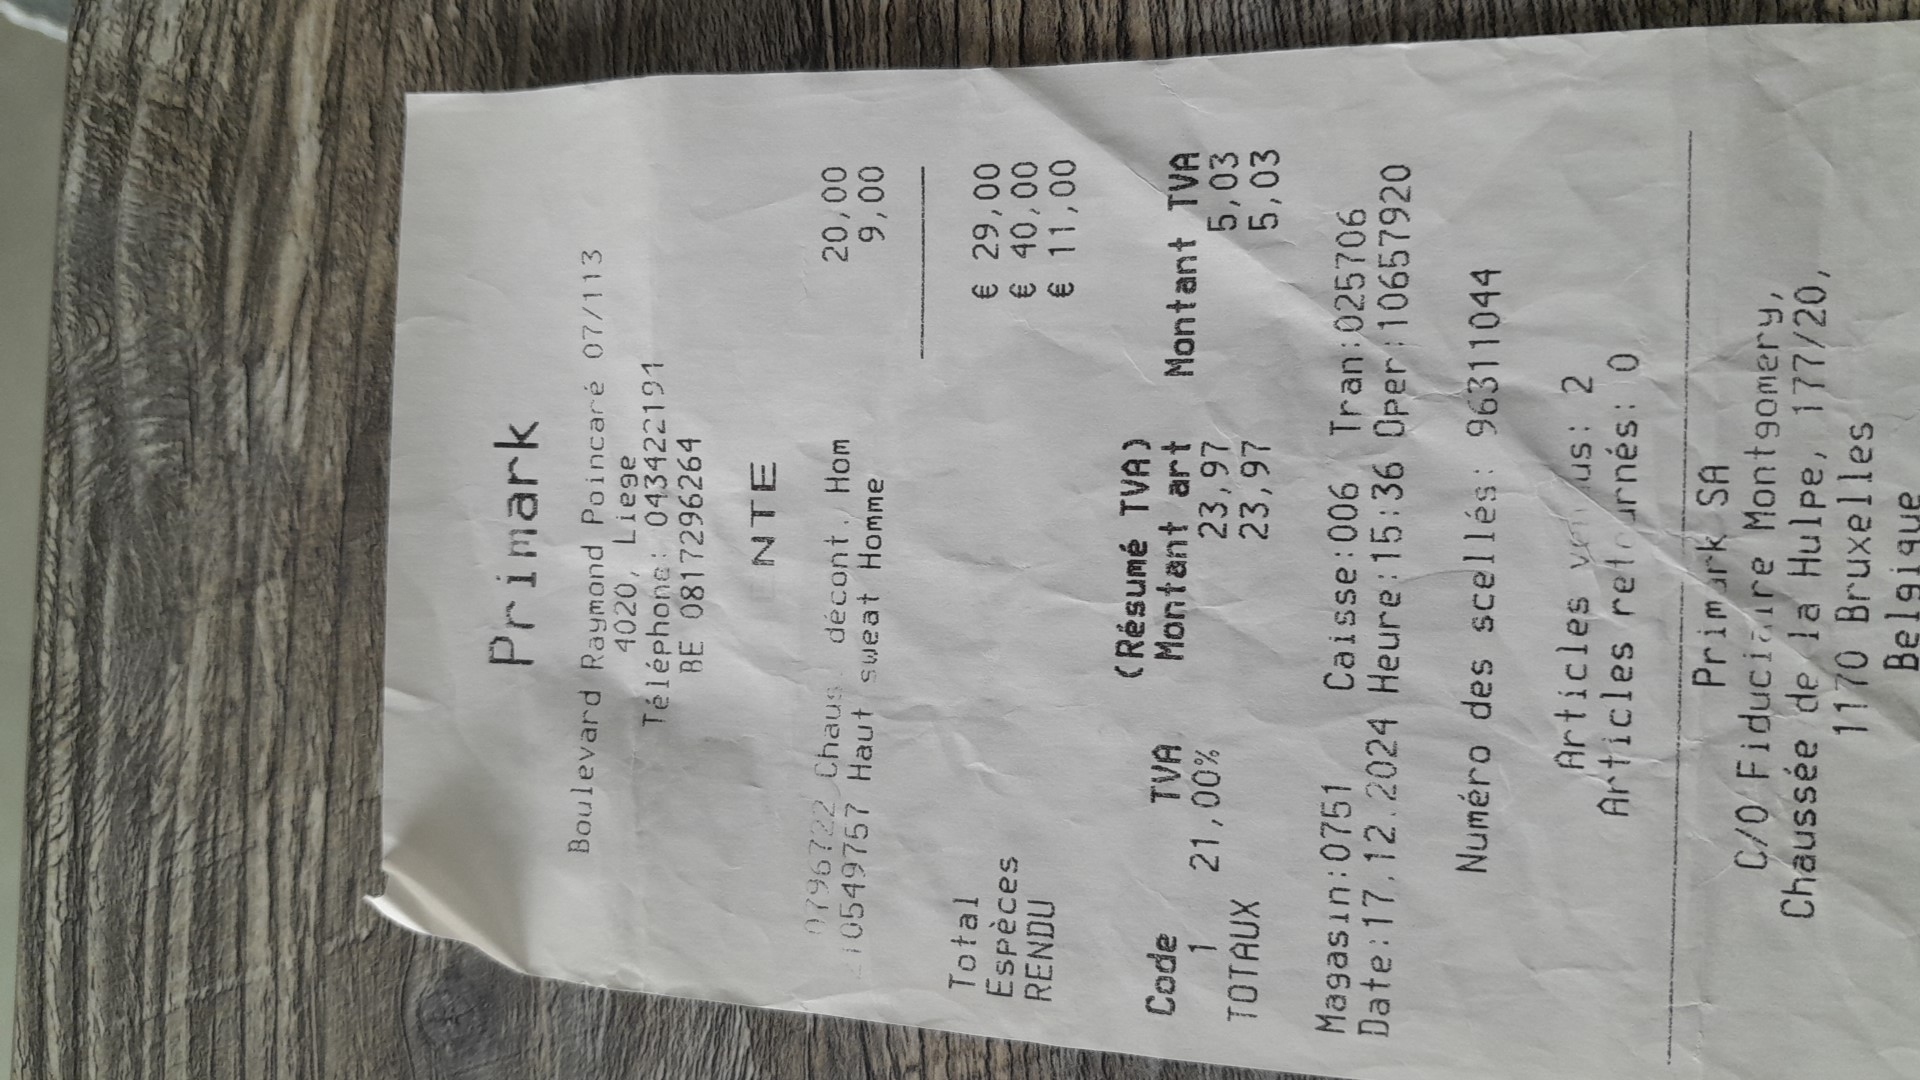 Primark
Boulevard Raymond Poincaré 07/113
4020, Liege
Téléphone: 043422191
BE 0817296264
ENTE
0796722 Chaus. décont. Hom 20,00
10549757 Haut sweat Homme 9,00
Total € 29,00
Espèces € 40,00
RENDU € 11,00
(Résumé TVA)
Code TVA Montant art Montant TVA
1 21,00% 23,97 5,03
TOTAUX 23,97 5,03
Magasin:0751 Caisse:006 Tran:025706
Date:17.12.2024 Heure:15:36 Oper:10657920
Numéro des scellés: 96311044
Articles vendus: 2
Articles retournés: 0
Primark SA
C/O Fiduciaire Montgomery,
Chaussée de la Hulpe, 177/20,
1170 Bruxelles
Belgique